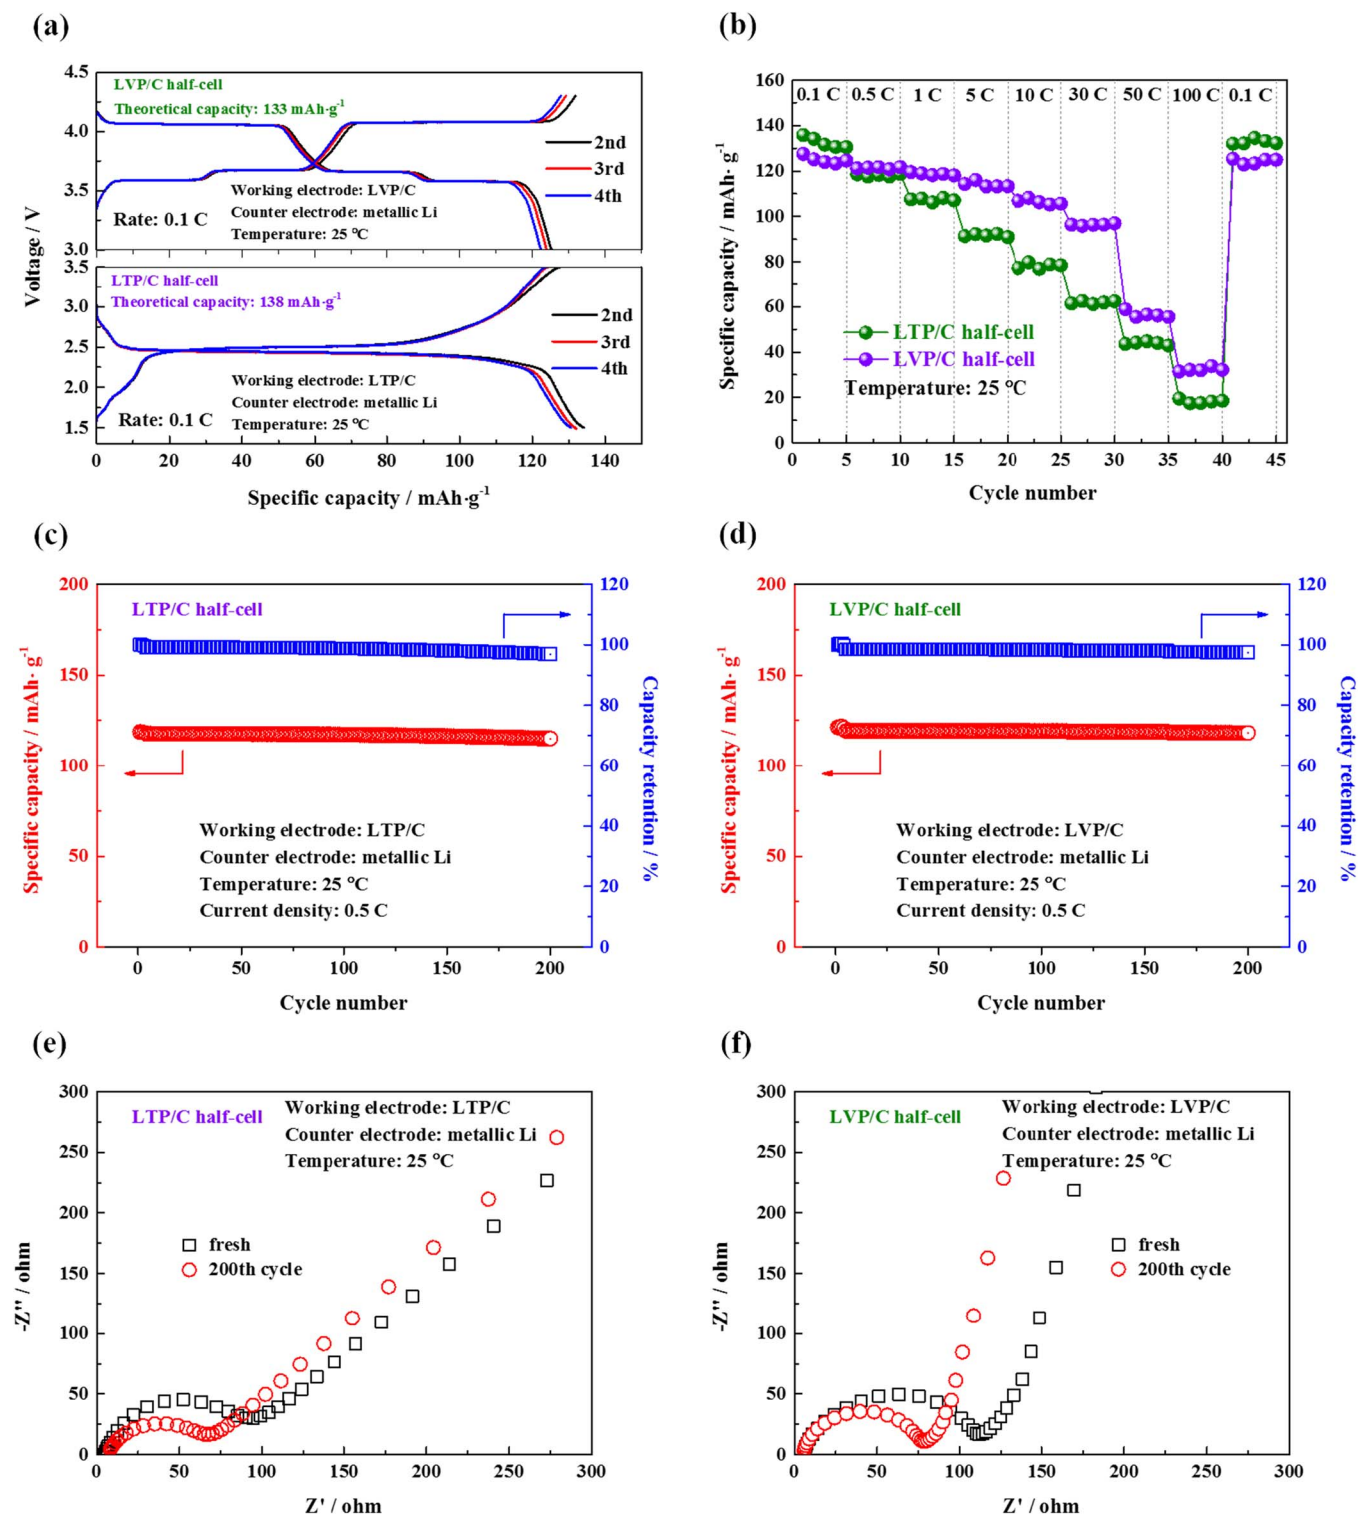 (a)
4.5
4.0
3.5
3.0
3.5
3.0
2.5
2.0
1.5
Voltage / V
LVP/C half-cell
Theoretical capacity: 133 mAh·g⁻¹
2nd
3rd
4th
Working electrode: LVP/C
Counter electrode: metallic Li
Temperature: 25 °C
Rate: 0.1 C
LTP/C half-cell
Theoretical capacity: 138 mAh·g⁻¹
2nd
3rd
4th
Working electrode: LTP/C
Counter electrode: metallic Li
Temperature: 25 °C
Rate: 0.1 C
0 20 40 60 80 100 120 140
Specific capacity / mAh·g⁻¹
(b)
160
140
120
100
80
60
40
20
0
Specific capacity / mAh· g⁻¹
0.1 C 0.5 C 1 C 5 C 10 C 30 C 50 C 100 C 0.1 C
LTP/C half-cell
LVP/C half-cell
Temperature: 25 °C
0 5 10 15 20 25 30 35 40 45
Cycle number
(c)
200
150
100
50
0
Specific capacity / mAh· g⁻¹
LTP/C half-cell
Working electrode: LTP/C
Counter electrode: metallic Li
Temperature: 25 °C
Current density: 0.5 C
120
100
80
60
40
20
0
Capacity retention / %
0 50 100 150 200
Cycle number
(d)
200
150
100
50
0
Specific capacity / mAh· g⁻¹
LVP/C half-cell
Working electrode: LVP/C
Counter electrode: metallic Li
Temperature: 25 °C
Current density: 0.5 C
120
100
80
60
40
20
0
Capacity retention / %
0 50 100 150 200
Cycle number
(e)
300
250
200
150
100
50
0
-Z'' / ohm
LTP/C half-cell
Working electrode: LTP/C
Counter electrode: metallic Li
Temperature: 25 °C
fresh
200th cycle
0 50 100 150 200 250 300
Z' / ohm
(f)
300
250
200
150
100
50
0
-Z'' / ohm
LVP/C half-cell
Working electrode: LVP/C
Counter electrode: metallic Li
Temperature: 25 °C
fresh
200th cycle
0 50 100 150 200 250 300
Z' / ohm